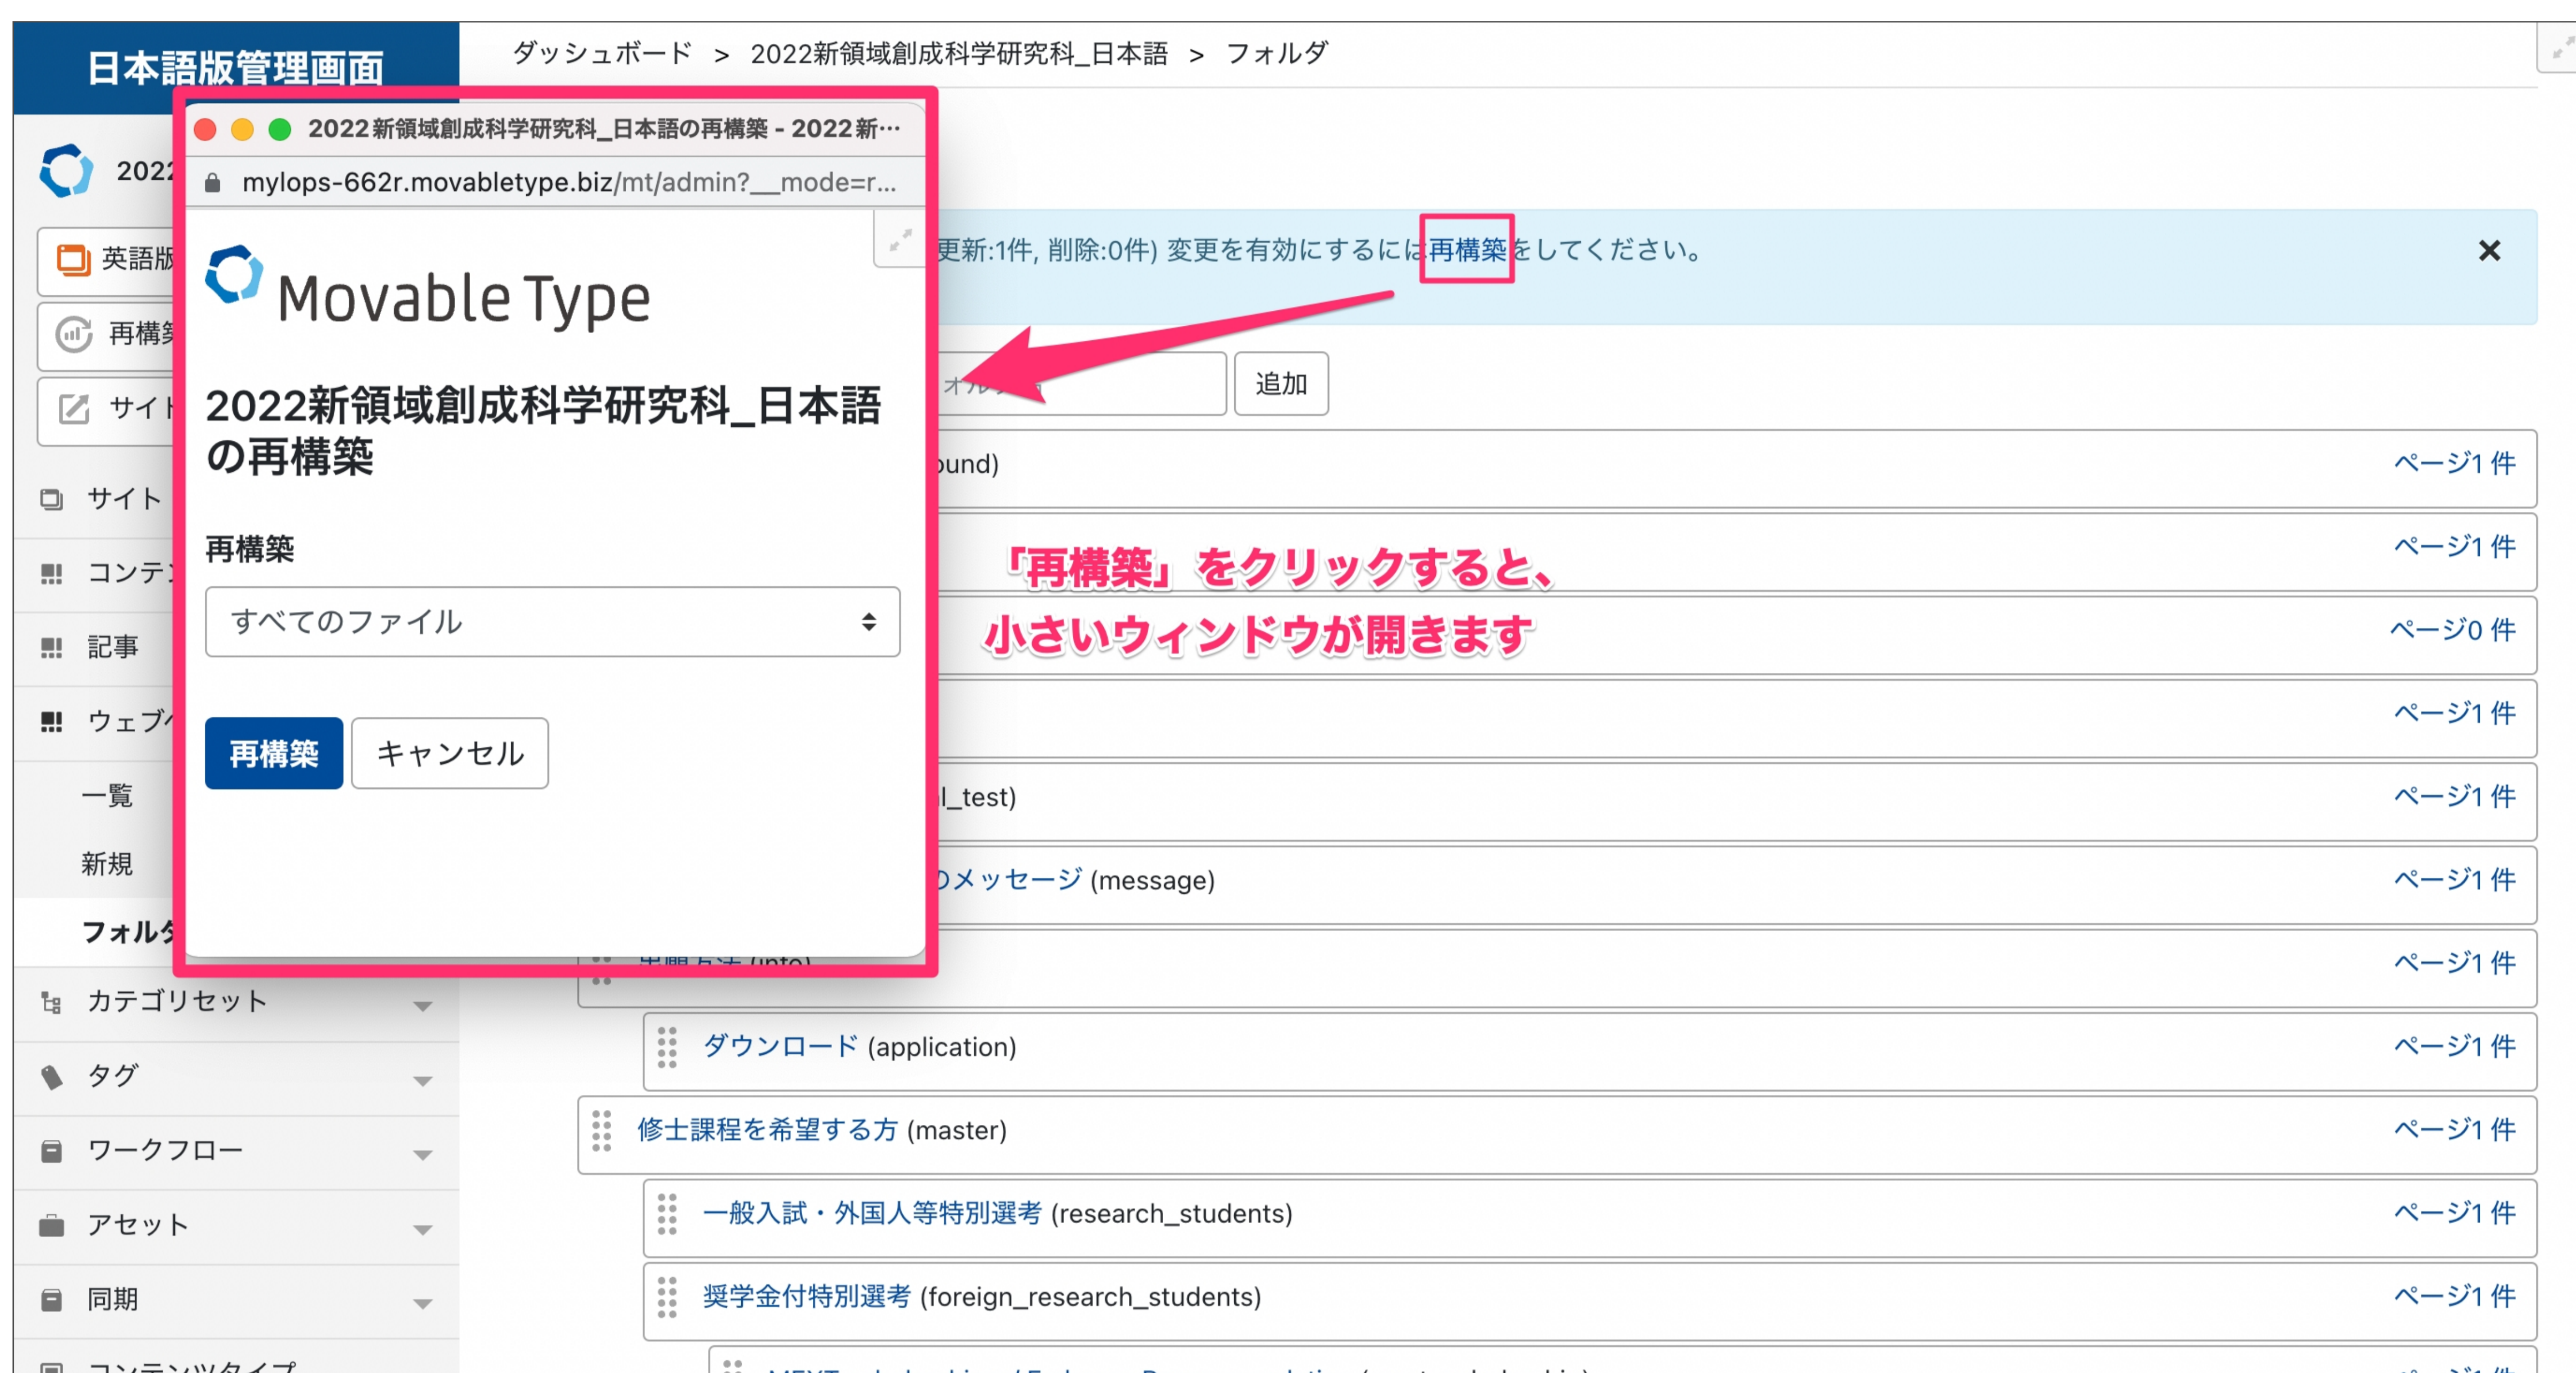 日本語版管理画面
ダッシュボード > 2022新領域創成科学研究科_日本語 > フォルダ
2022
英語版
再構築
サイト
サイト
コンテン
記事
ウェブペ
一覧
新規
フォルダ
カテゴリセット
タグ
ワークフロー
アセット
同期
コンテンツタイプ
2022新領域創成科学研究科_日本語の再構築 - 2022新…
mylops-662r.movabletype.biz/mt/admin?__mode=r...
Movable Type
2022新領域創成科学研究科_日本語
の再構築
再構築
すべてのファイル
再構築 キャンセル
更新:1件, 削除:0件) 変更を有効にするには再構築をしてください。
追加
「再構築」をクリックすると、
小さいウィンドウが開きます
ound) ページ1 件
ページ1 件
ページ0 件
ページ1 件
l_test) ページ1 件
のメッセージ (message) ページ1 件
出願方法 (info) ページ1 件
ダウンロード (application) ページ1 件
修士課程を希望する方 (master) ページ1 件
一般入試・外国人等特別選考 (research_students) ページ1 件
奨学金付特別選考 (foreign_research_students) ページ1 件